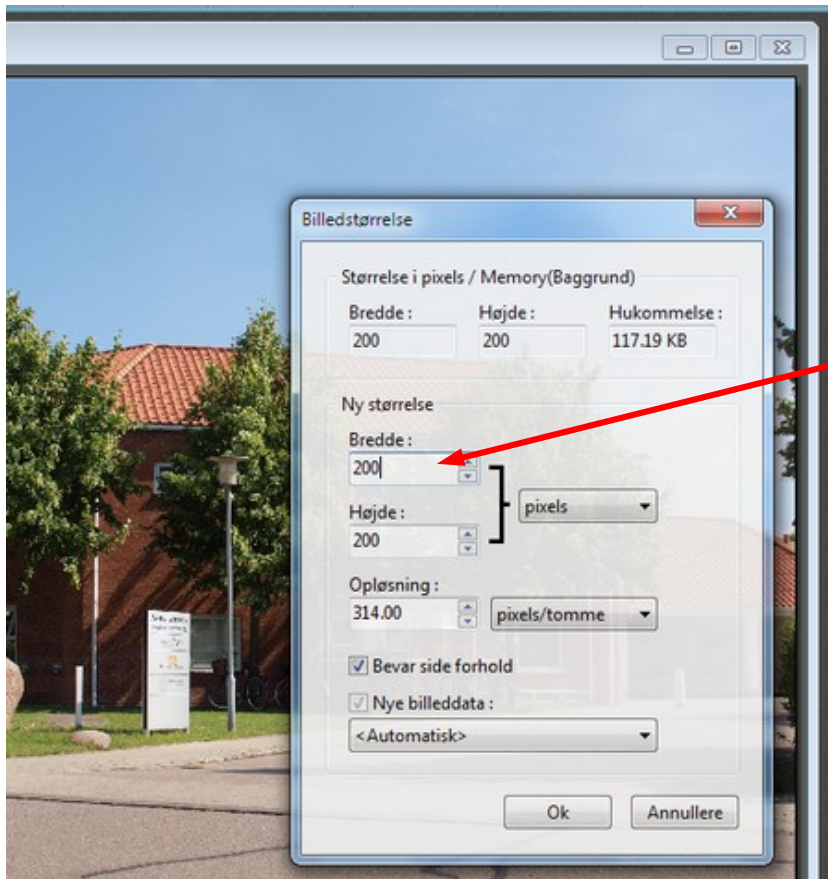 Billedstørrelse
Størrelse i pixels / Memory(Baggrund)
Bredde : Højde : Hukommelse :
200 200 117.19 KB
Ny størrelse
Bredde :
200
pixels
Højde :
200
Opløsning :
314.00 pixels/tomme
Bevar side forhold
Nye billeddata :
<Automatisk>
Ok Annullere